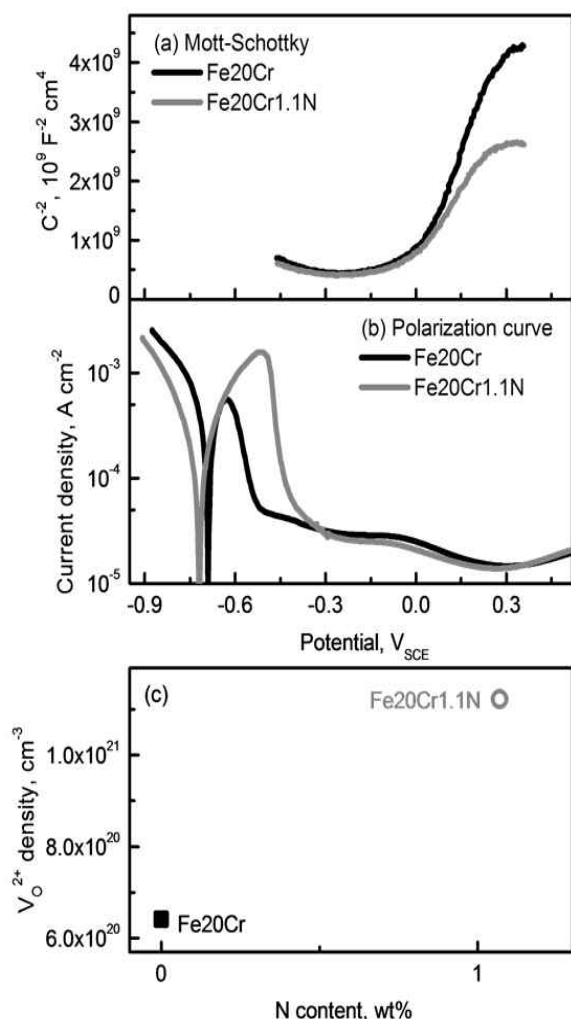 (a) Mott-Schottky
Fe20Cr
Fe20Cr1.1N
C⁻², 10⁹ F⁻² cm⁴
4x10⁹
3x10⁹
2x10⁹
1x10⁹
0
(b) Polarization curve
Fe20Cr
Fe20Cr1.1N
Current density, A cm⁻²
10⁻³
10⁻⁴
10⁻⁵
-0.9 -0.6 -0.3 0.0 0.3
Potential, V_SCE
(c)
Fe20Cr1.1N
V_O²⁺ density, cm⁻³
1.0x10²¹
8.0x10²⁰
6.0x10²⁰
Fe20Cr
0 1
N content, wt%